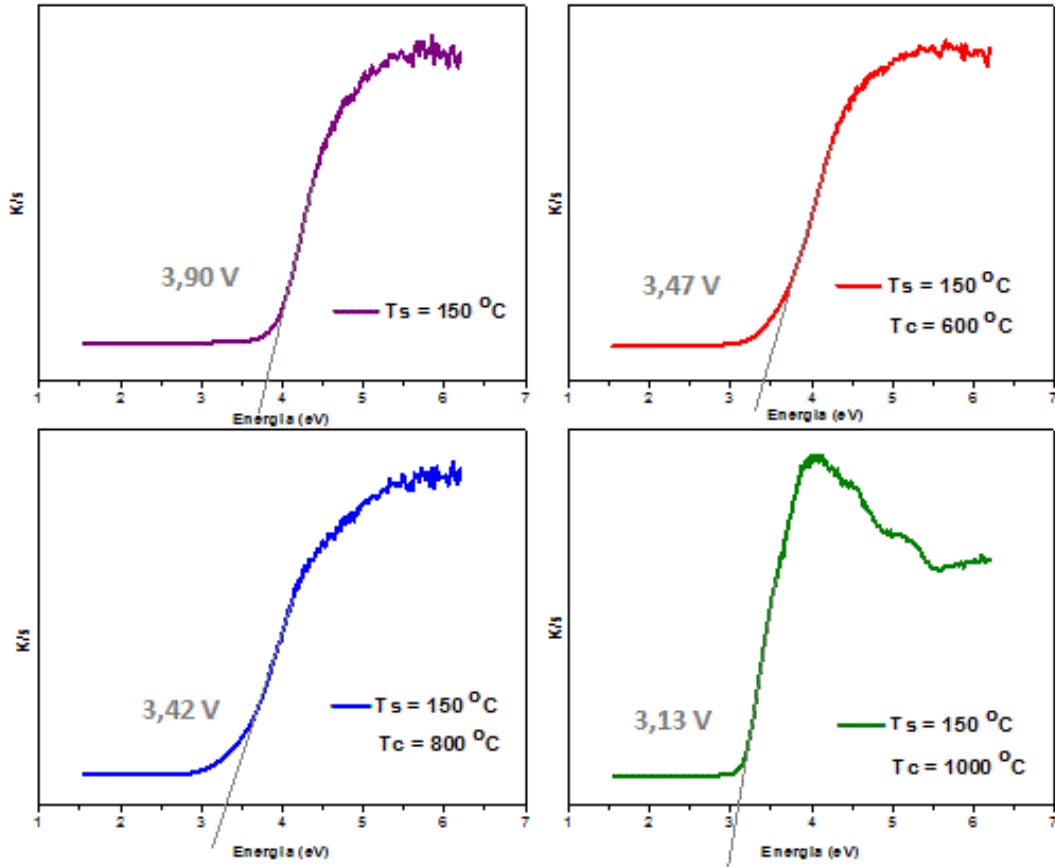 K/s
3,90 V
Ts = 150 °C
1 2 3 4 5 6 7
Energia (eV)
K/s
3,47 V
Ts = 150 °C
Tc = 600 °C
1 2 3 4 5 6 7
Energia (eV)
K/s
3,42 V
Ts = 150 °C
Tc = 800 °C
1 2 3 4 5 6 7
Energia (eV)
K/s
3,13 V
Ts = 150 °C
Tc = 1000 °C
1 2 3 4 5 6 7
Energia (eV)